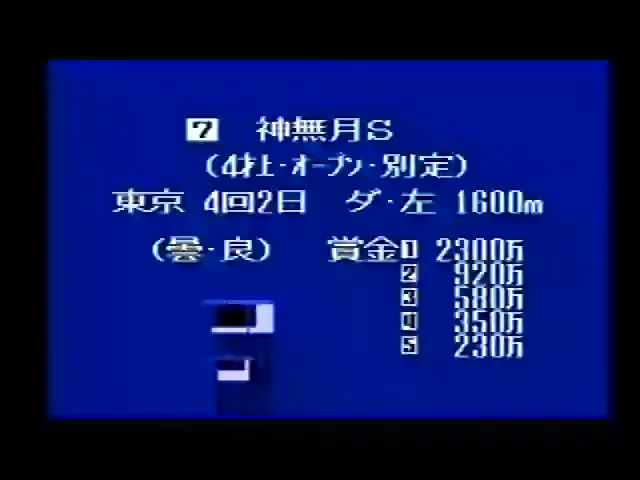 7 神無月S
(4才上・オープン・別定)
東京 4回2日 ダ・左 1600m
(曇・良) 賞金1 2300万
2 920万
3 580万
4 350万
5 230万